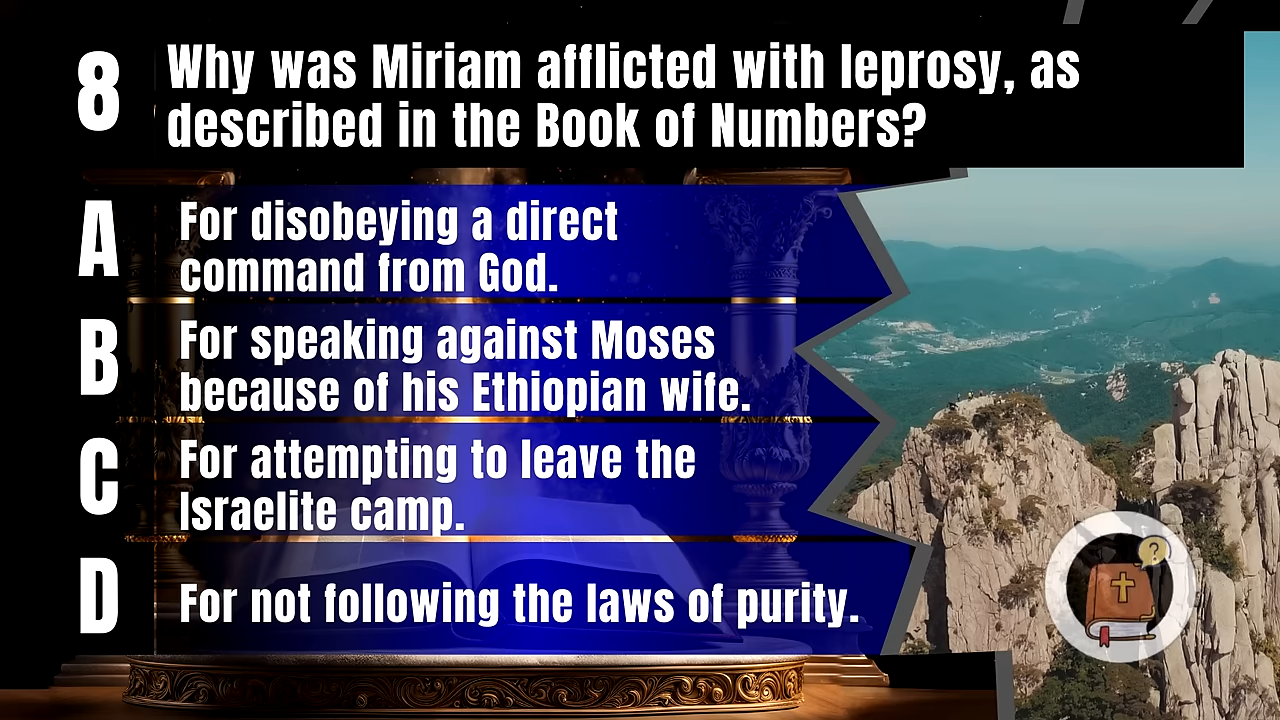 8
Why was Miriam afflicted with leprosy, as
described in the Book of Numbers?
A
For disobeying a direct
command from God.
B
For speaking against Moses
because of his Ethiopian wife.
C
For attempting to leave the
Israelite camp.
D
For not following the laws of purity.
?